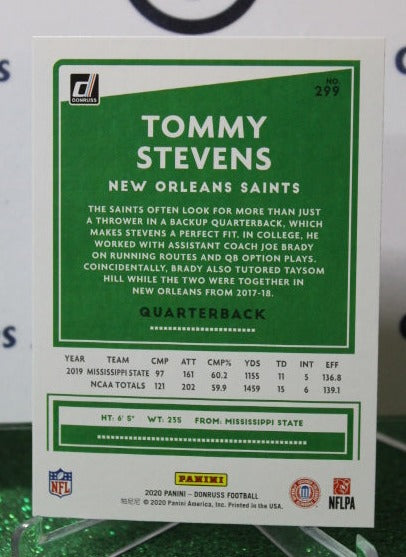 DONRUSS
NO.
299
TOMMY
STEVENS
NEW ORLEANS SAINTS
THE SAINTS OFTEN LOOK FOR MORE THAN JUST
A THROWER IN A BACKUP QUARTERBACK, WHICH
MAKES STEVENS A PERFECT FIT. IN COLLEGE, HE
WORKED WITH ASSISTANT COACH JOE BRADY
ON RUNNING ROUTES AND QB OPTION PLAYS.
COINCIDENTALLY, BRADY ALSO TUTORED TAYSOM
HILL WHILE THE TWO WERE TOGETHER IN
NEW ORLEANS FROM 2017-18.
QUARTERBACK
YEAR TEAM CMP ATT CMP% YDS TD INT EFF
2019 MISSISSIPPI STATE 97 161 60.2 1155 11 5 136.8
NCAA TOTALS 121 202 59.9 1459 15 6 139.1
HT: 6' 5" WT: 255 FROM: MISSISSIPPI STATE
NFL
PANINI
NFLPA
2020 PANINI – DONRUSS FOOTBALL
© 2020 Panini America, Inc. Printed in the USA.